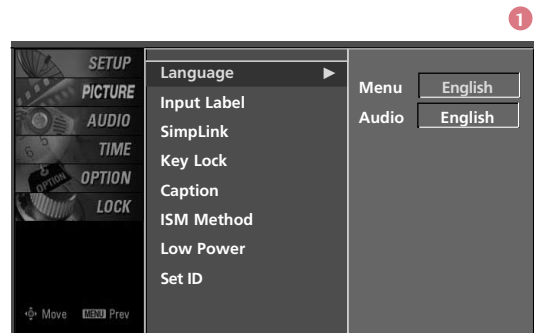 1
SETUP
PICTURE
AUDIO
TIME
OPTION
LOCK
Move MENU Prev
Language ▶
Input Label
SimpLink
Key Lock
Caption
ISM Method
Low Power
Set ID
Menu English
Audio English